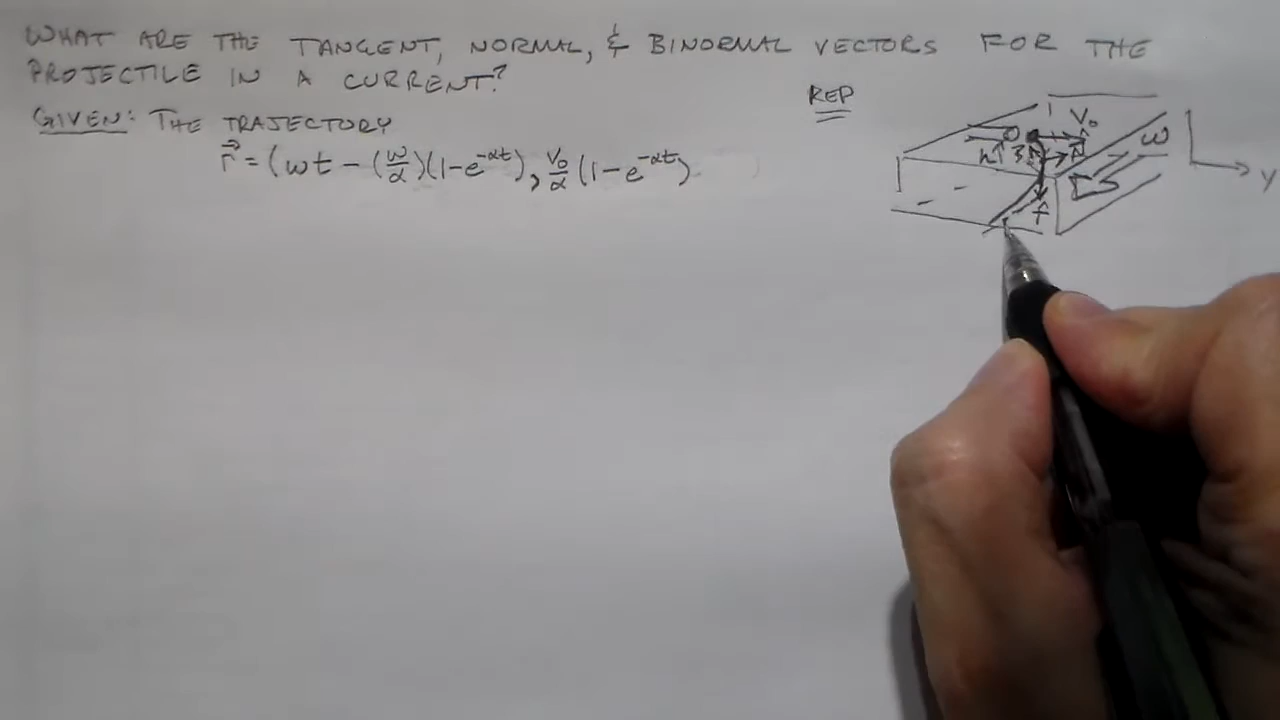 WHAT ARE THE TANGENT, NORMAL, & BINORMAL VECTORS FOR THE
PROJECTILE IN A CURRENT?
GIVEN: THE TRAJECTORY
r⃗ = (wt − (w/α)(1−e^{−αt}), v₀/α (1−e^{−αt})
REP
V₀
w
y